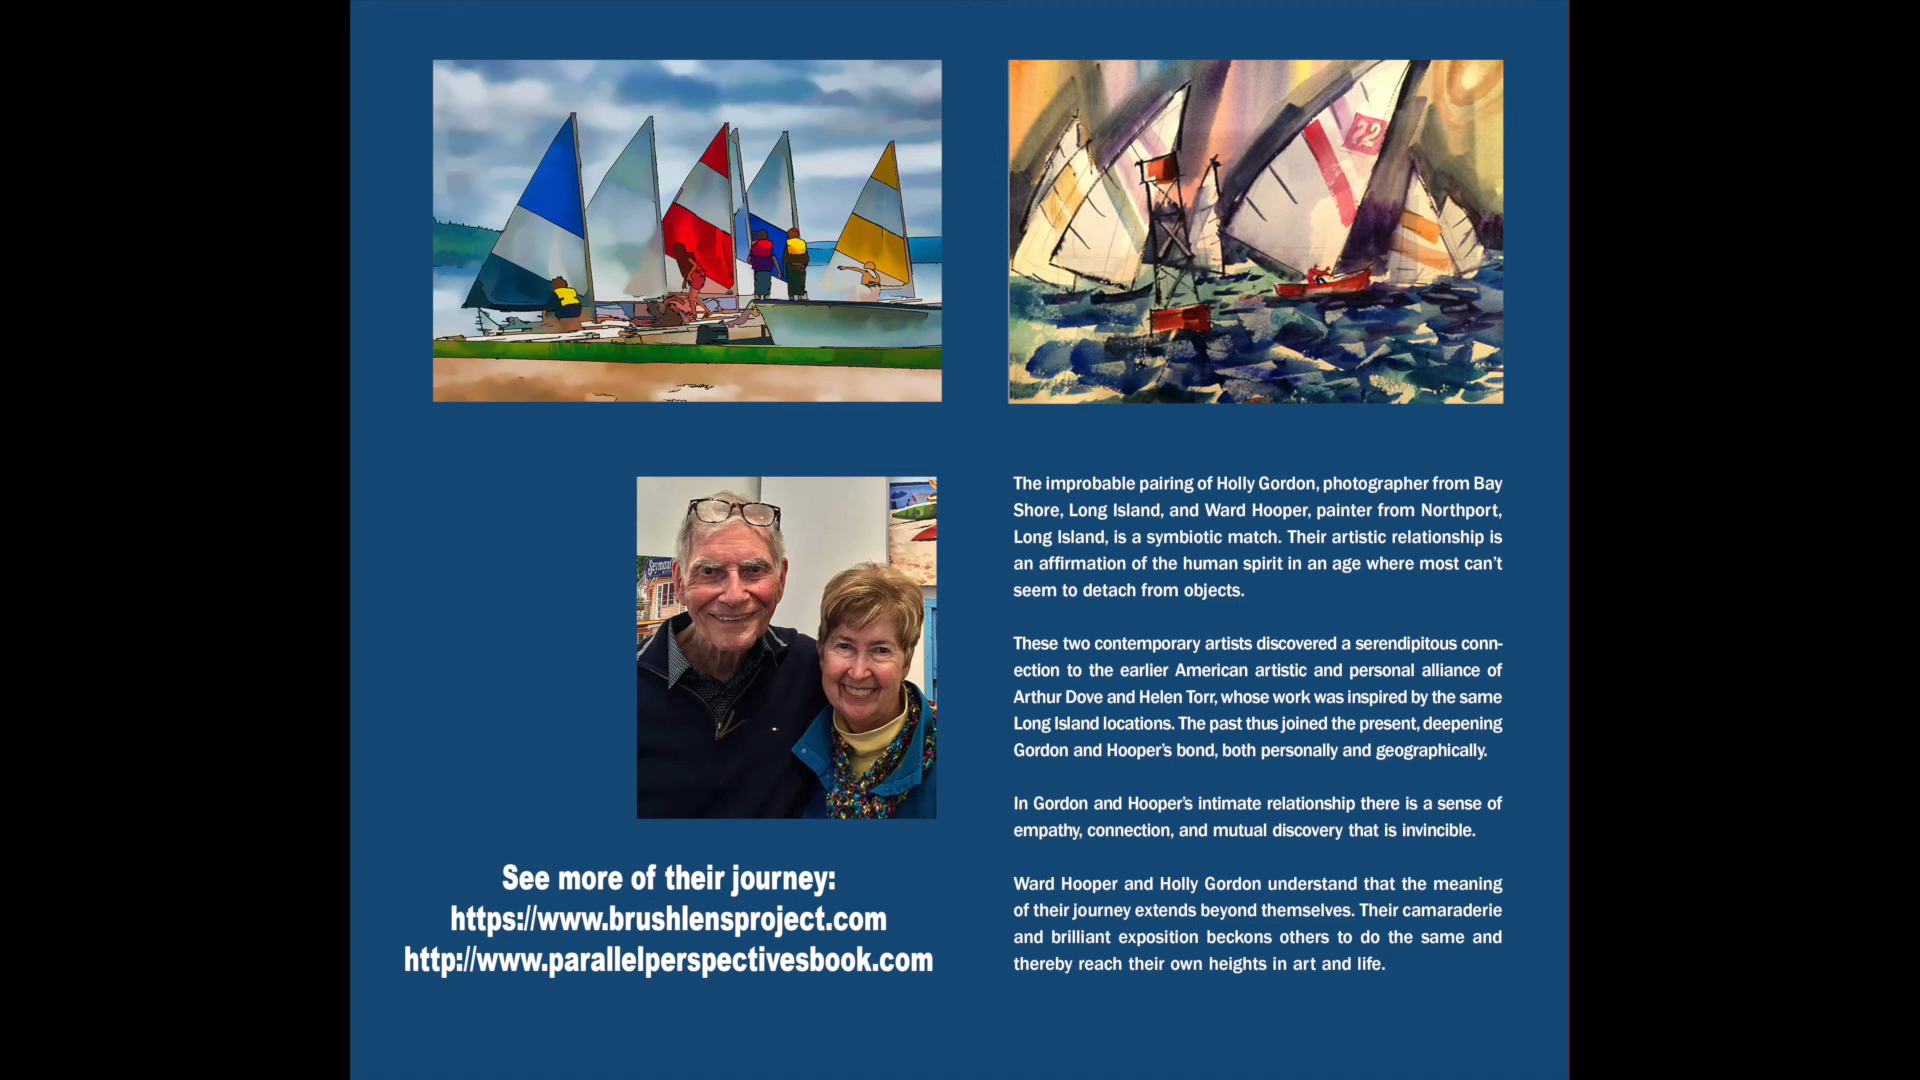 72
Seymour
The improbable pairing of Holly Gordon, photographer from Bay
Shore, Long Island, and Ward Hooper, painter from Northport,
Long Island, is a symbiotic match. Their artistic relationship is
an affirmation of the human spirit in an age where most can't
seem to detach from objects.
These two contemporary artists discovered a serendipitous conn-
ection to the earlier American artistic and personal alliance of
Arthur Dove and Helen Torr, whose work was inspired by the same
Long Island locations. The past thus joined the present, deepening
Gordon and Hooper's bond, both personally and geographically.
In Gordon and Hooper's intimate relationship there is a sense of
empathy, connection, and mutual discovery that is invincible.
Ward Hooper and Holly Gordon understand that the meaning
of their journey extends beyond themselves. Their camaraderie
and brilliant exposition beckons others to do the same and
thereby reach their own heights in art and life.
See more of their journey:
https://www.brushlensproject.com
http://www.parallelperspectivesbook.com